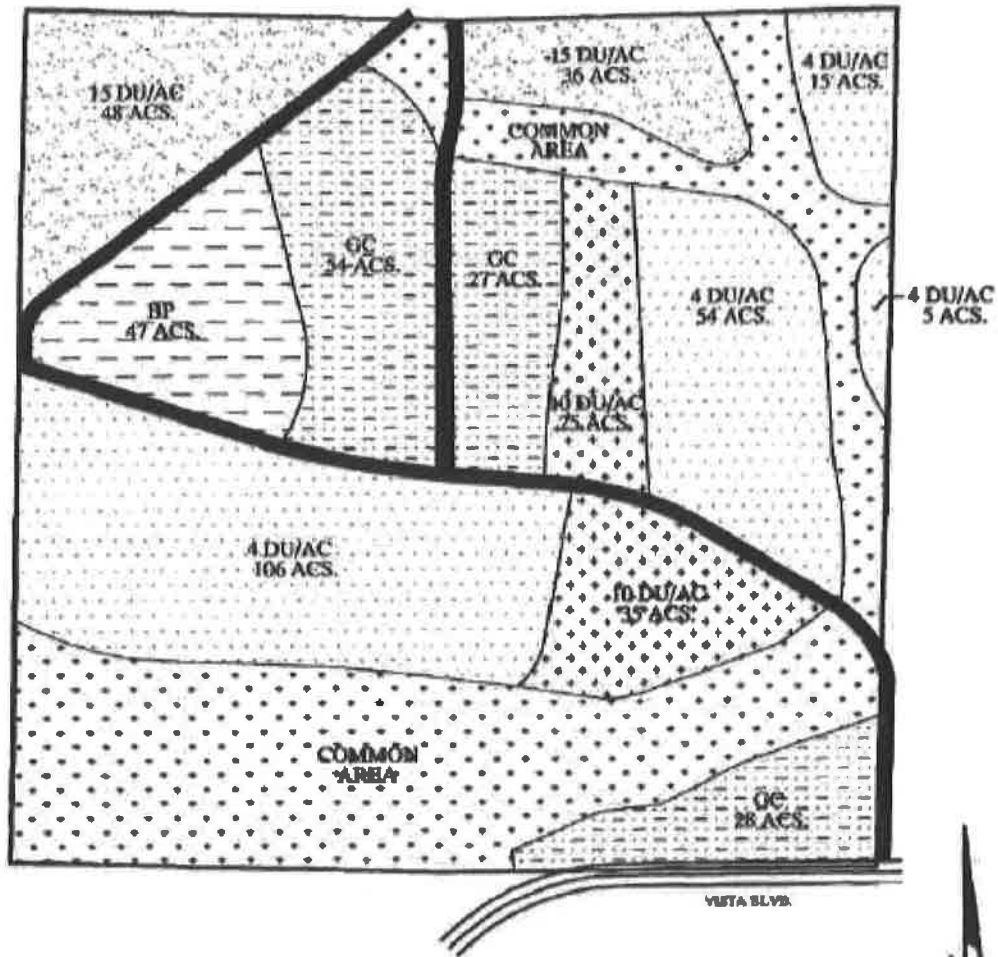 15 DU/AC
48 ACS.
15 DU/AC
36 ACS.
4 DU/AC
15 ACS.
COMMON
AREA
GC
34 ACS.
GC
27 ACS.
BP
47 ACS.
4 DU/AC
54 ACS.
4 DU/AC
5 ACS.
10 DU/AC
25 ACS.
4 DU/AC
106 ACS.
10 DU/AC
35 ACS.
COMMON
AREA
GC
28 ACS.
VISTA BLVD.